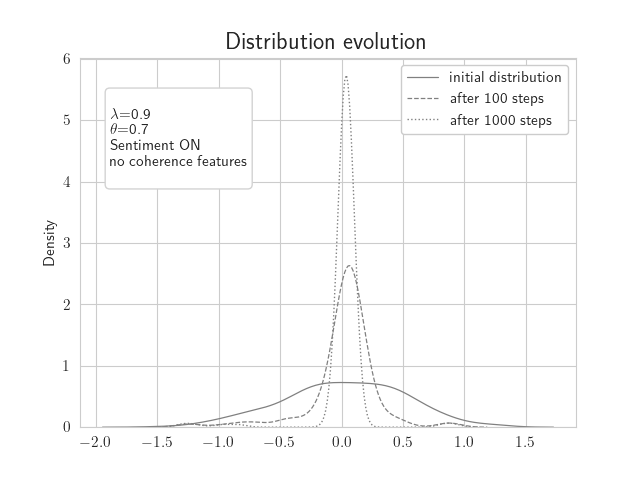 Distribution evolution
6
5
4
3
2
1
0
Density
λ=0.9
θ=0.7
Sentiment ON
no coherence features
initial distribution
after 100 steps
after 1000 steps
−2.0 −1.5 −1.0 −0.5 0.0 0.5 1.0 1.5